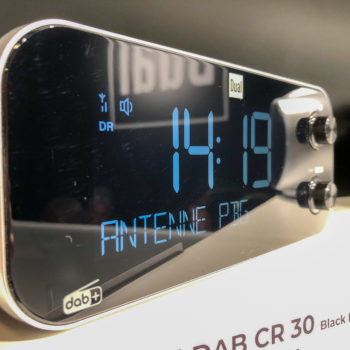 Dual
DR
14:19
ANTENNE
dab+
DAB CR 30 Black